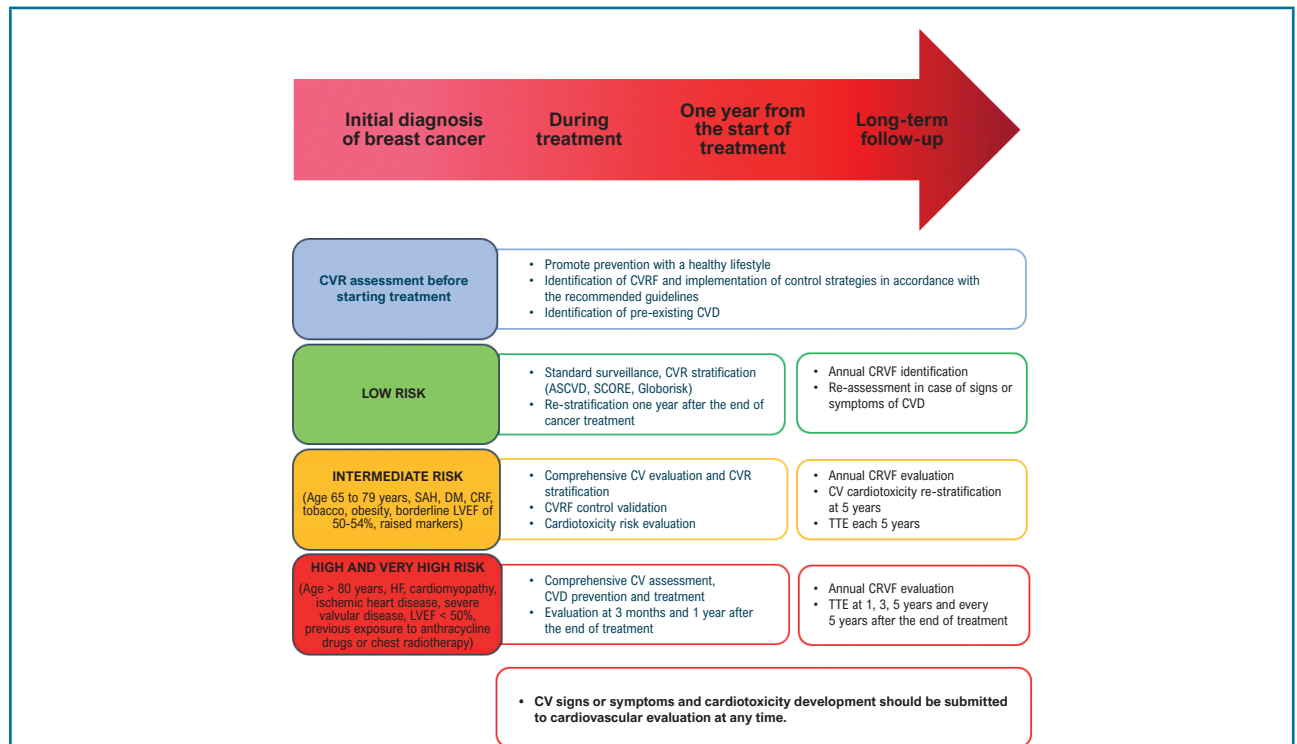 Initial diagnosis
of breast cancer
During
treatment
One year from
the start of
treatment
Long-term
follow-up
CVR assessment before
starting treatment
• Promote prevention with a healthy lifestyle
• Identification of CVRF and implementation of control strategies in accordance with
the recommended guidelines
• Identification of pre-existing CVD
LOW RISK
• Standard surveillance, CVR stratification
(ASCVD, SCORE, Globorisk)
• Re-stratification one year after the end of
cancer treatment
• Annual CRVF identification
• Re-assessment in case of signs or
symptoms of CVD
INTERMEDIATE RISK
(Age 65 to 79 years, SAH, DM, CRF,
tobacco, obesity, borderline LVEF of
50-54%, raised markers)
• Comprehensive CV evaluation and CVR
stratification
• CVRF control validation
• Cardiotoxicity risk evaluation
• Annual CRVF evaluation
• CV cardiotoxicity re-stratification
at 5 years
• TTE each 5 years
HIGH AND VERY HIGH RISK
(Age > 80 years, HF, cardiomyopathy,
ischemic heart disease, severe
valvular disease, LVEF < 50%,
previous exposure to anthracycline
drugs or chest radiotherapy)
• Comprehensive CV assessment,
CVD prevention and treatment
• Evaluation at 3 months and 1 year after
the end of treatment
• Annual CRVF evaluation
• TTE at 1, 3, 5 years and every
5 years after the end of treatment
• CV signs or symptoms and cardiotoxicity development should be submitted
to cardiovascular evaluation at any time.